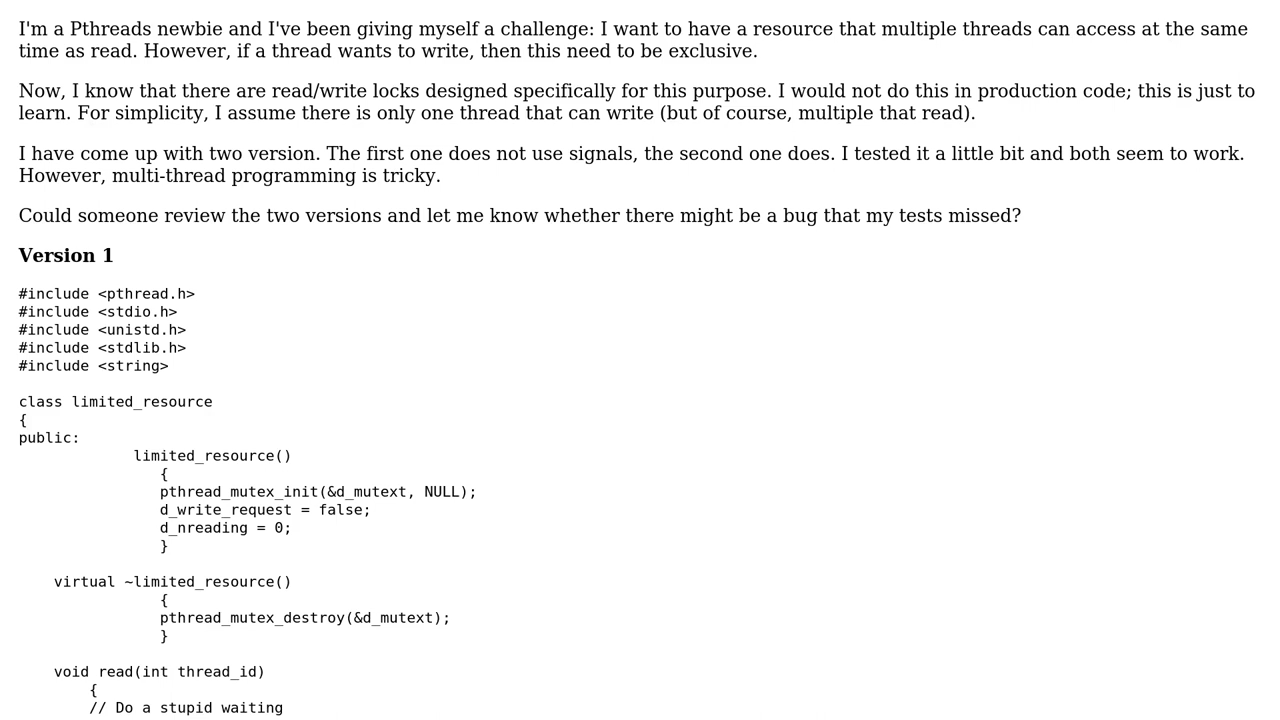 I'm a Pthreads newbie and I've been giving myself a challenge: I want to have a resource that multiple threads can access at the same
time as read. However, if a thread wants to write, then this need to be exclusive.
Now, I know that there are read/write locks designed specifically for this purpose. I would not do this in production code; this is just to
learn. For simplicity, I assume there is only one thread that can write (but of course, multiple that read).
I have come up with two version. The first one does not use signals, the second one does. I tested it a little bit and both seem to work.
However, multi-thread programming is tricky.
Could someone review the two versions and let me know whether there might be a bug that my tests missed?
Version 1
#include <pthread.h>
#include <stdio.h>
#include <unistd.h>
#include <stdlib.h>
#include <string>
class limited_resource
{
public:
limited_resource()
{
pthread_mutex_init(&d_mutext, NULL);
d_write_request = false;
d_nreading = 0;
}
virtual ~limited_resource()
{
pthread_mutex_destroy(&d_mutext);
}
void read(int thread_id)
{
// Do a stupid waiting